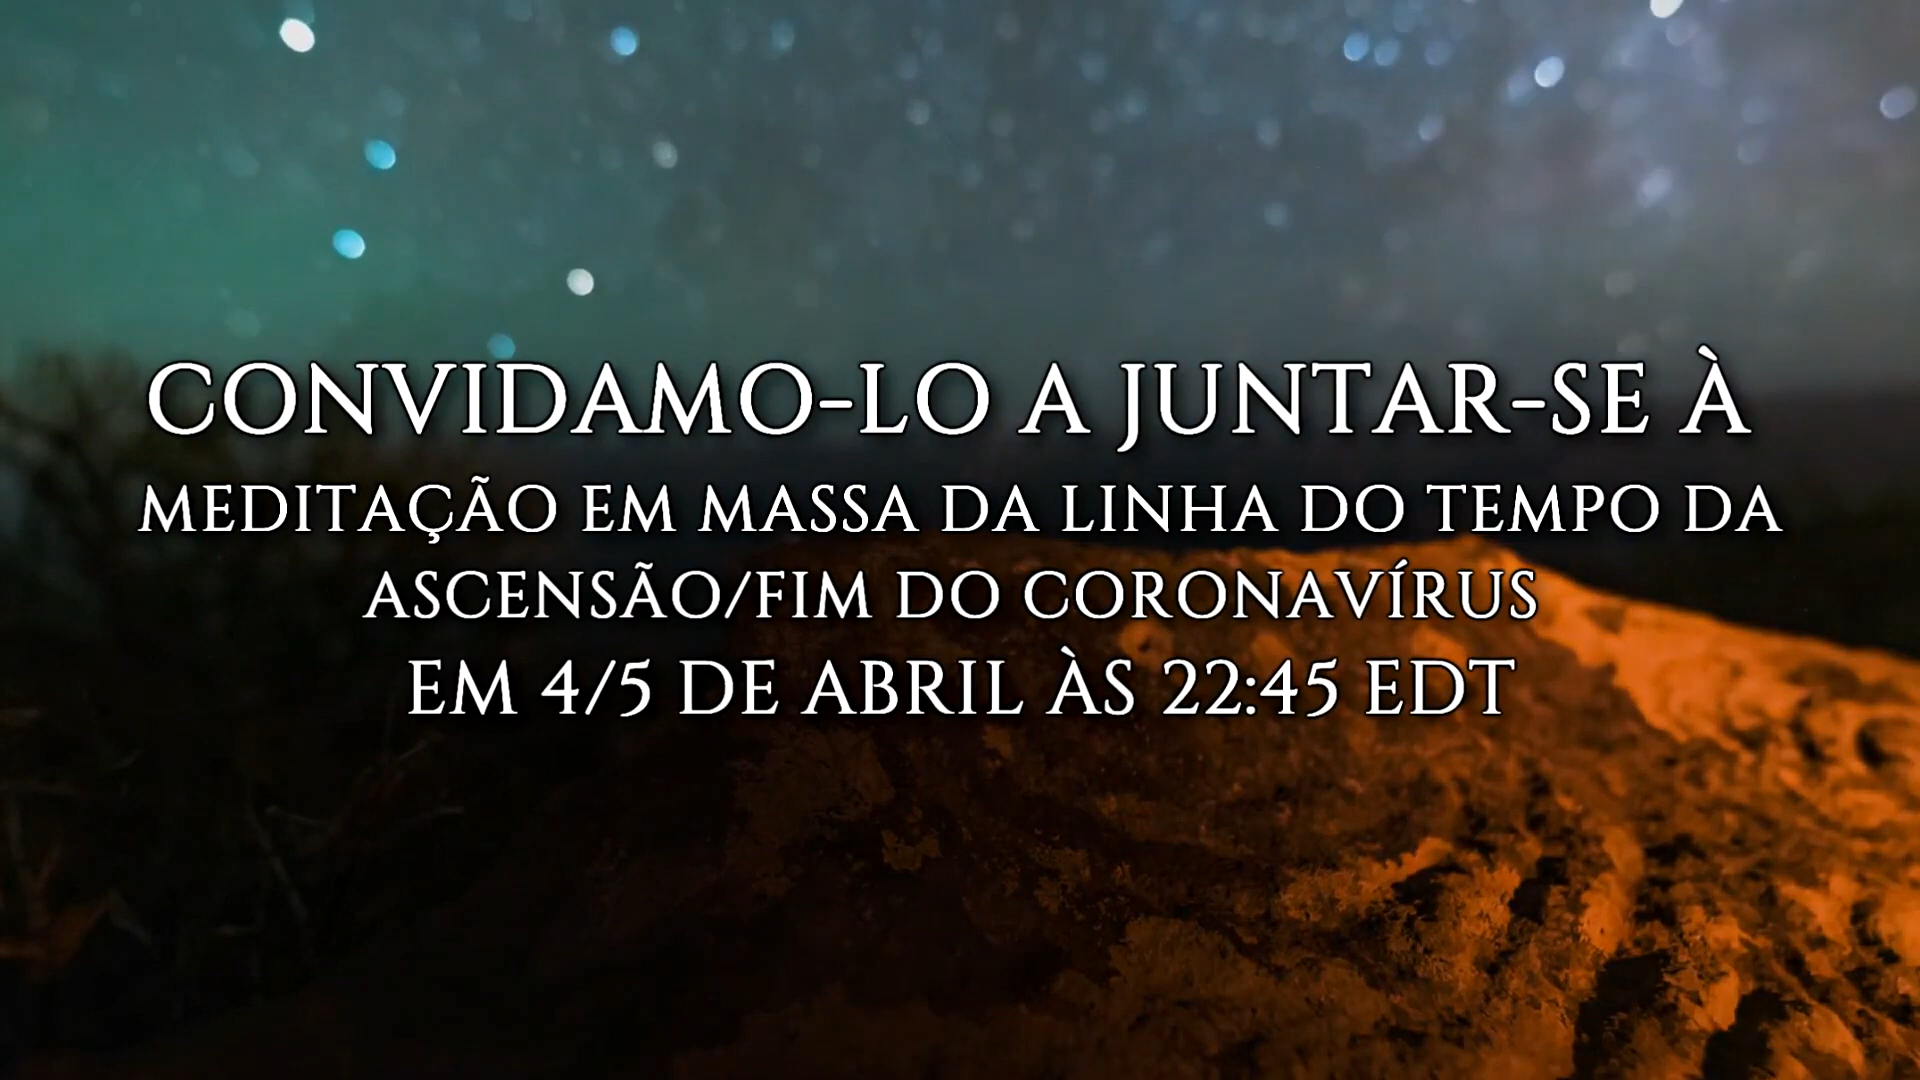 CONVIDAMO-LO A JUNTAR-SE À
MEDITAÇÃO EM MASSA DA LINHA DO TEMPO DA
ASCENSÃO/FIM DO CORONAVÍRUS
EM 4/5 DE ABRIL ÀS 22:45 EDT